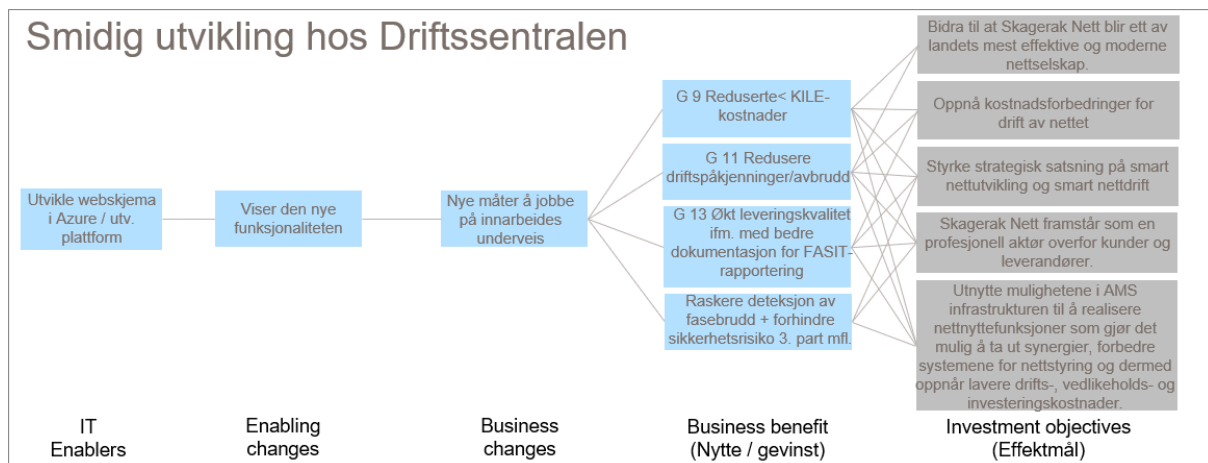 Smidig utvikling hos Driftssentralen
Utvikle webskjema
i Azure / utv.
plattform
Viser den nye
funksjonaliteten
Nye måter å jobbe
på innarbeides
underveis
G 9 Reduserte< KILE-
kostnader
G 11 Redusere
driftspåkjenninger/avbrudd
G 13 Økt leveringskvalitet
ifm. med bedre
dokumentasjon for FASIT-
rapportering
Raskere deteksjon av
fasebrudd + forhindre
sikkerhetsrisiko 3. part mfl.
Bidra til at Skagerak Nett blir ett av
landets mest effektive og moderne
nettselskap.
Oppnå kostnadsforbedringer for
drift av nettet
Styrke strategisk satsning på smart
nettutvikling og smart nettdrift
Skagerak Nett framstår som en
profesjonell aktør overfor kunder og
leverandører.
Utnytte mulighetene i AMS
infrastrukturen til å realisere
nettnyttefunksjoner som gjør det
mulig å ta ut synergier, forbedre
systemene for nettstyring og dermed
oppnår lavere drifts-, vedlikeholds- og
investeringskostnader.
IT
Enablers
Enabling
changes
Business
changes
Business benefit
(Nytte / gevinst)
Investment objectives
(Effektmål)